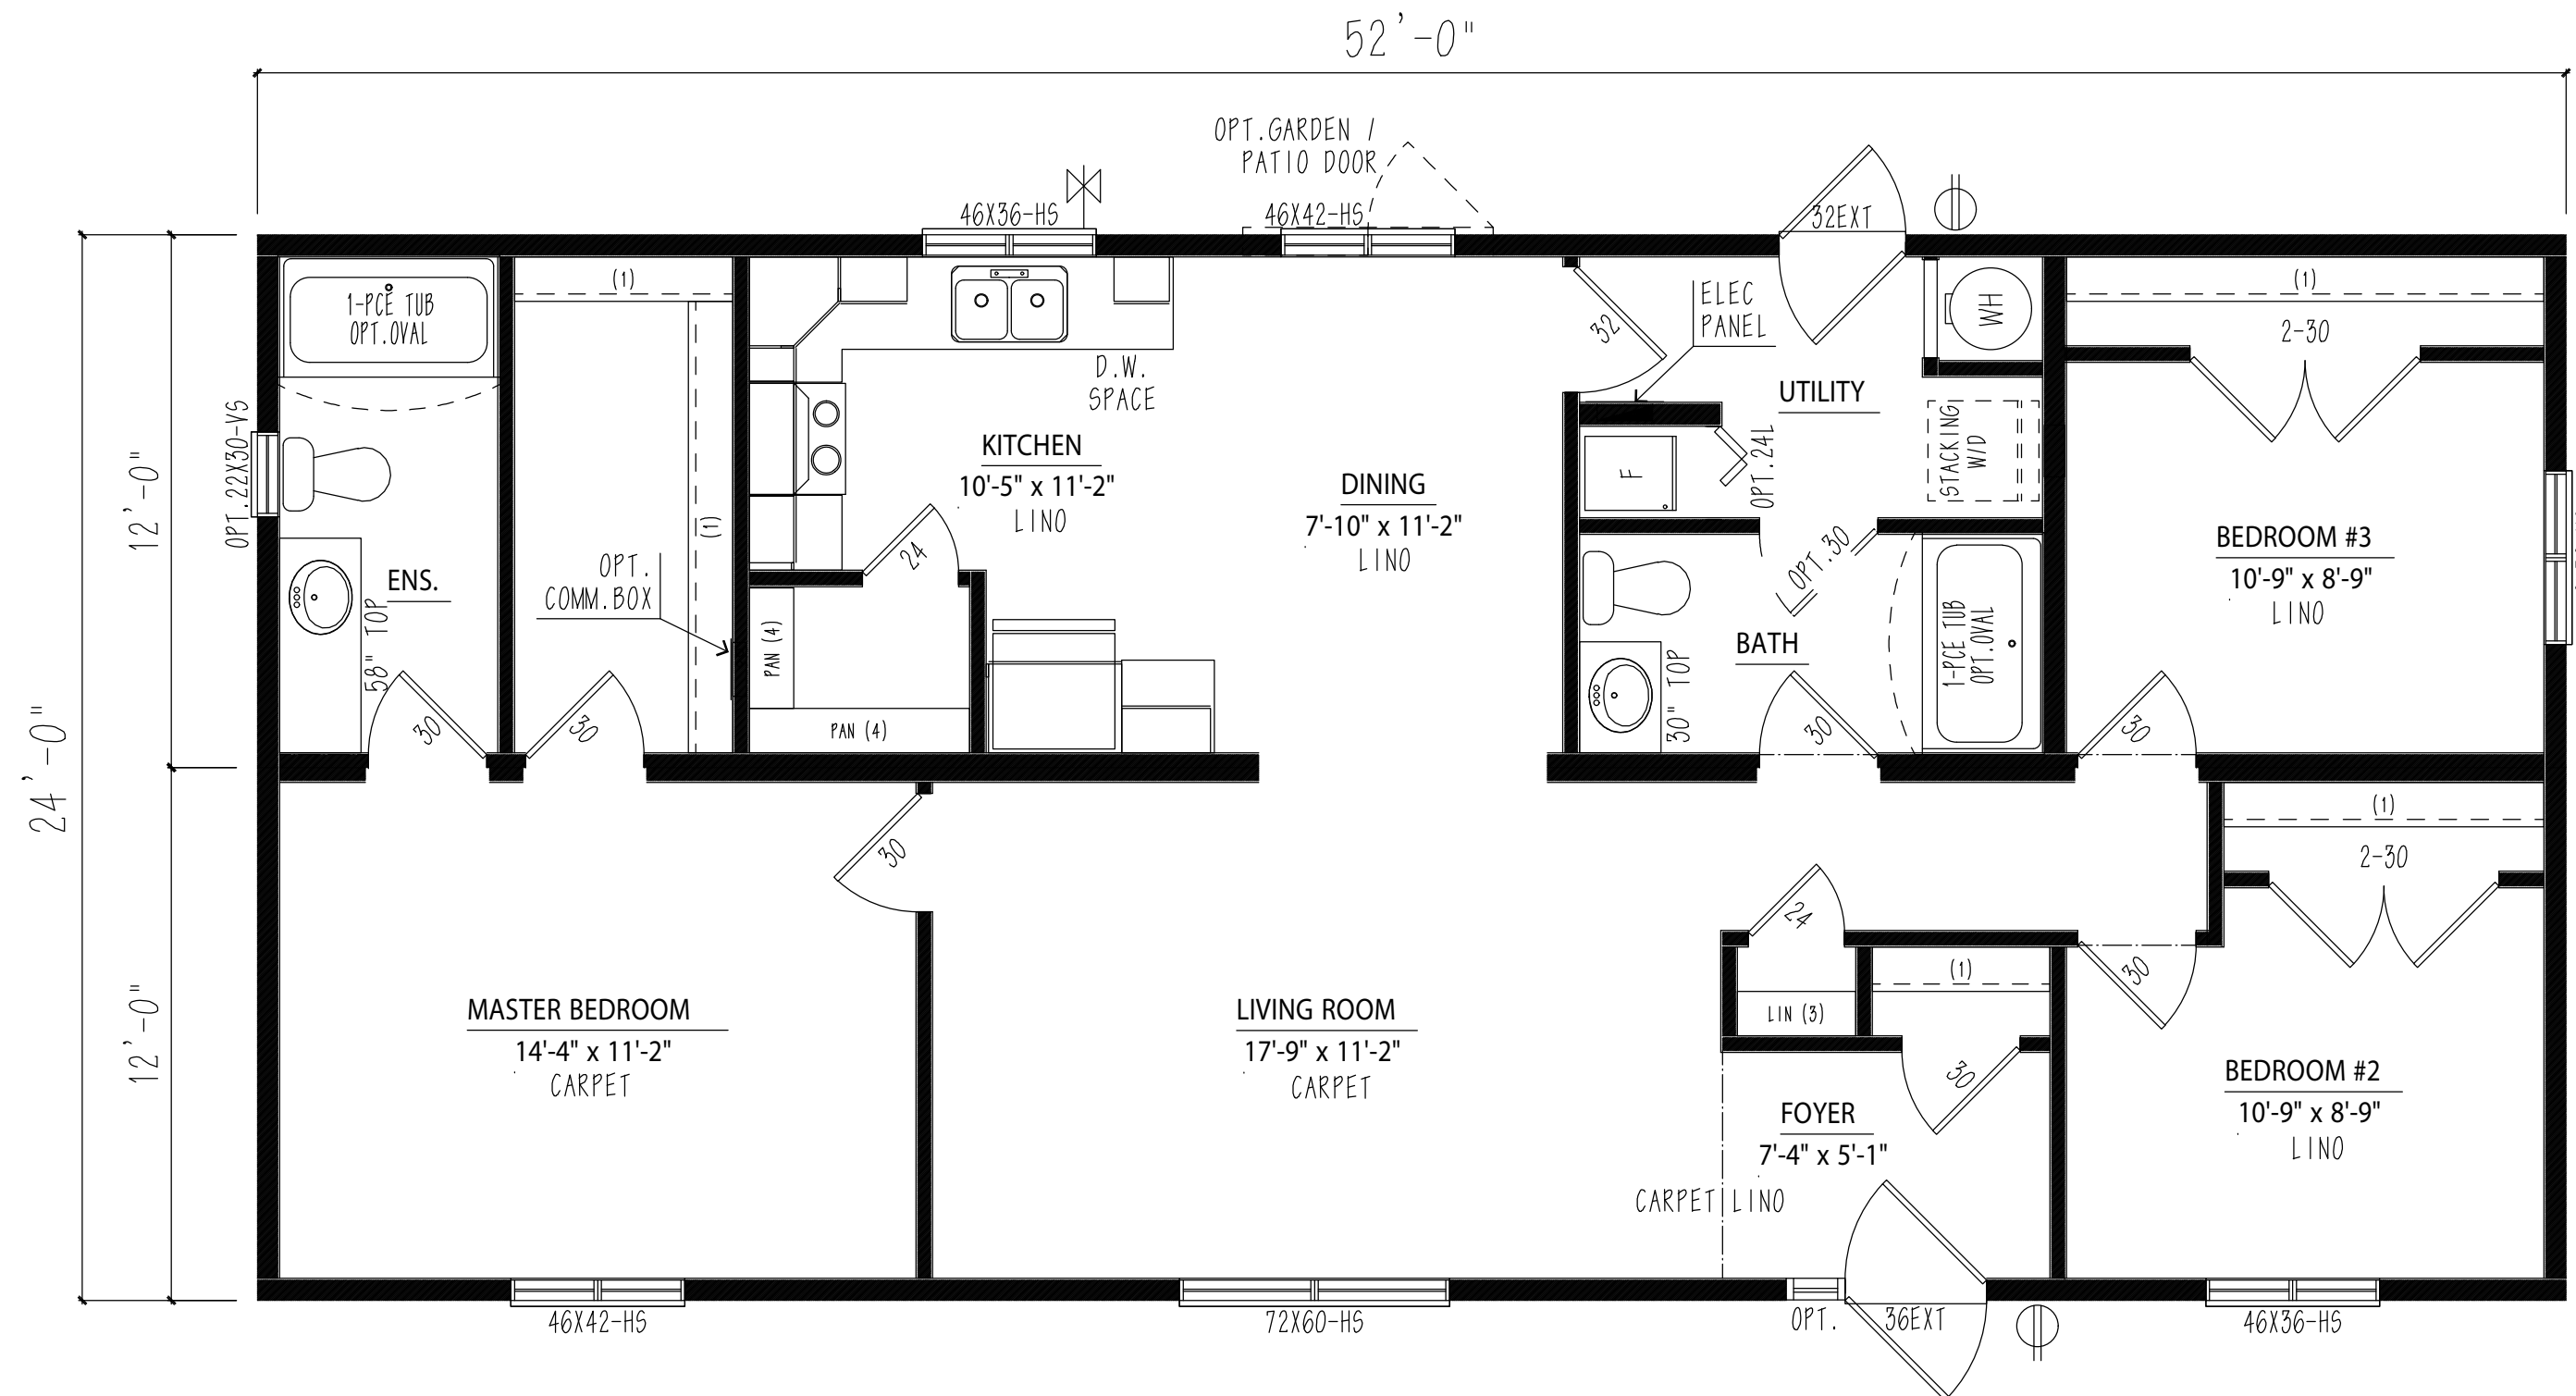 52'-0"
OPT.GARDEN /
PATIO DOOR
46X36-HS
46X42-HS
32EXT
1-PCE TUB
OPT.OVAL
(1)
(1)
2-30
ELEC
PANEL
WH
32
D.W.
SPACE
UTILITY
OPT.22X30-VS
12'-0"
KITCHEN
10'-5" x 11'-2"
LINO
DINING
7'-10" x 11'-2"
LINO
F
OPT.24L
STACKING
W/D
(1)
24
OPT.
COMM.BOX
ENS.
58" TOP
OPT.30
BEDROOM #3
10'-9" x 8'-9"
LINO
PAN (4)
PAN (4)
BATH
30" TOP
1-PCE TUB
OPT.OVAL
30
30
30
30
24'-0"
(1)
2-30
30
24
30
12'-0"
MASTER BEDROOM
14'-4" x 11'-2"
CARPET
LIVING ROOM
17'-9" x 11'-2"
CARPET
LIN (3)
(1)
30
FOYER
7'-4" x 5'-1"
CARPET LINO
BEDROOM #2
10'-9" x 8'-9"
LINO
46X42-HS
72X60-HS
OPT.
36EXT
46X36-HS